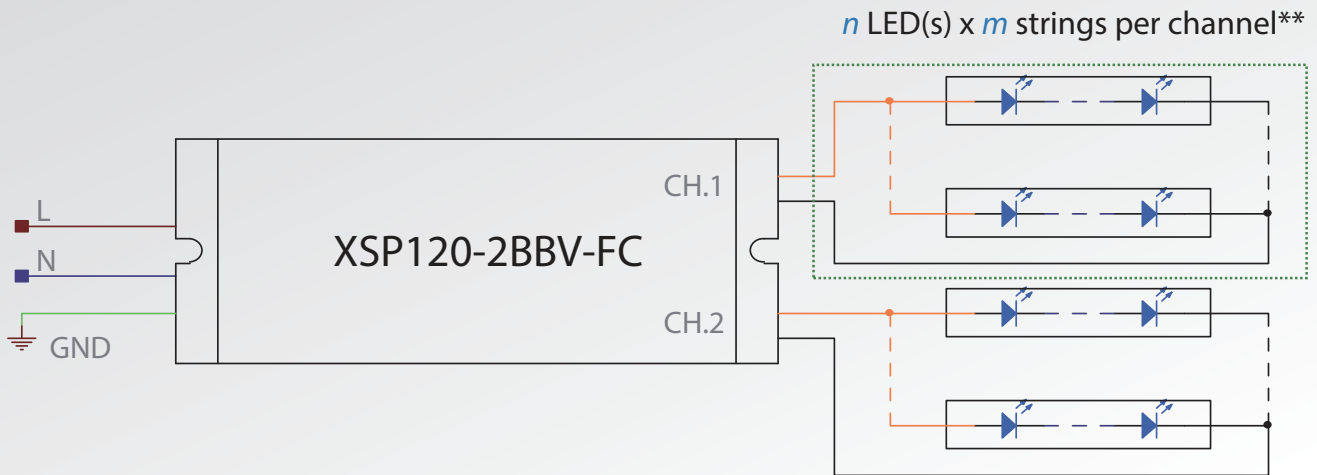 n LED(s) x m strings per channel**
CH.1
L
XSP120-2BBV-FC
N
CH.2
GND